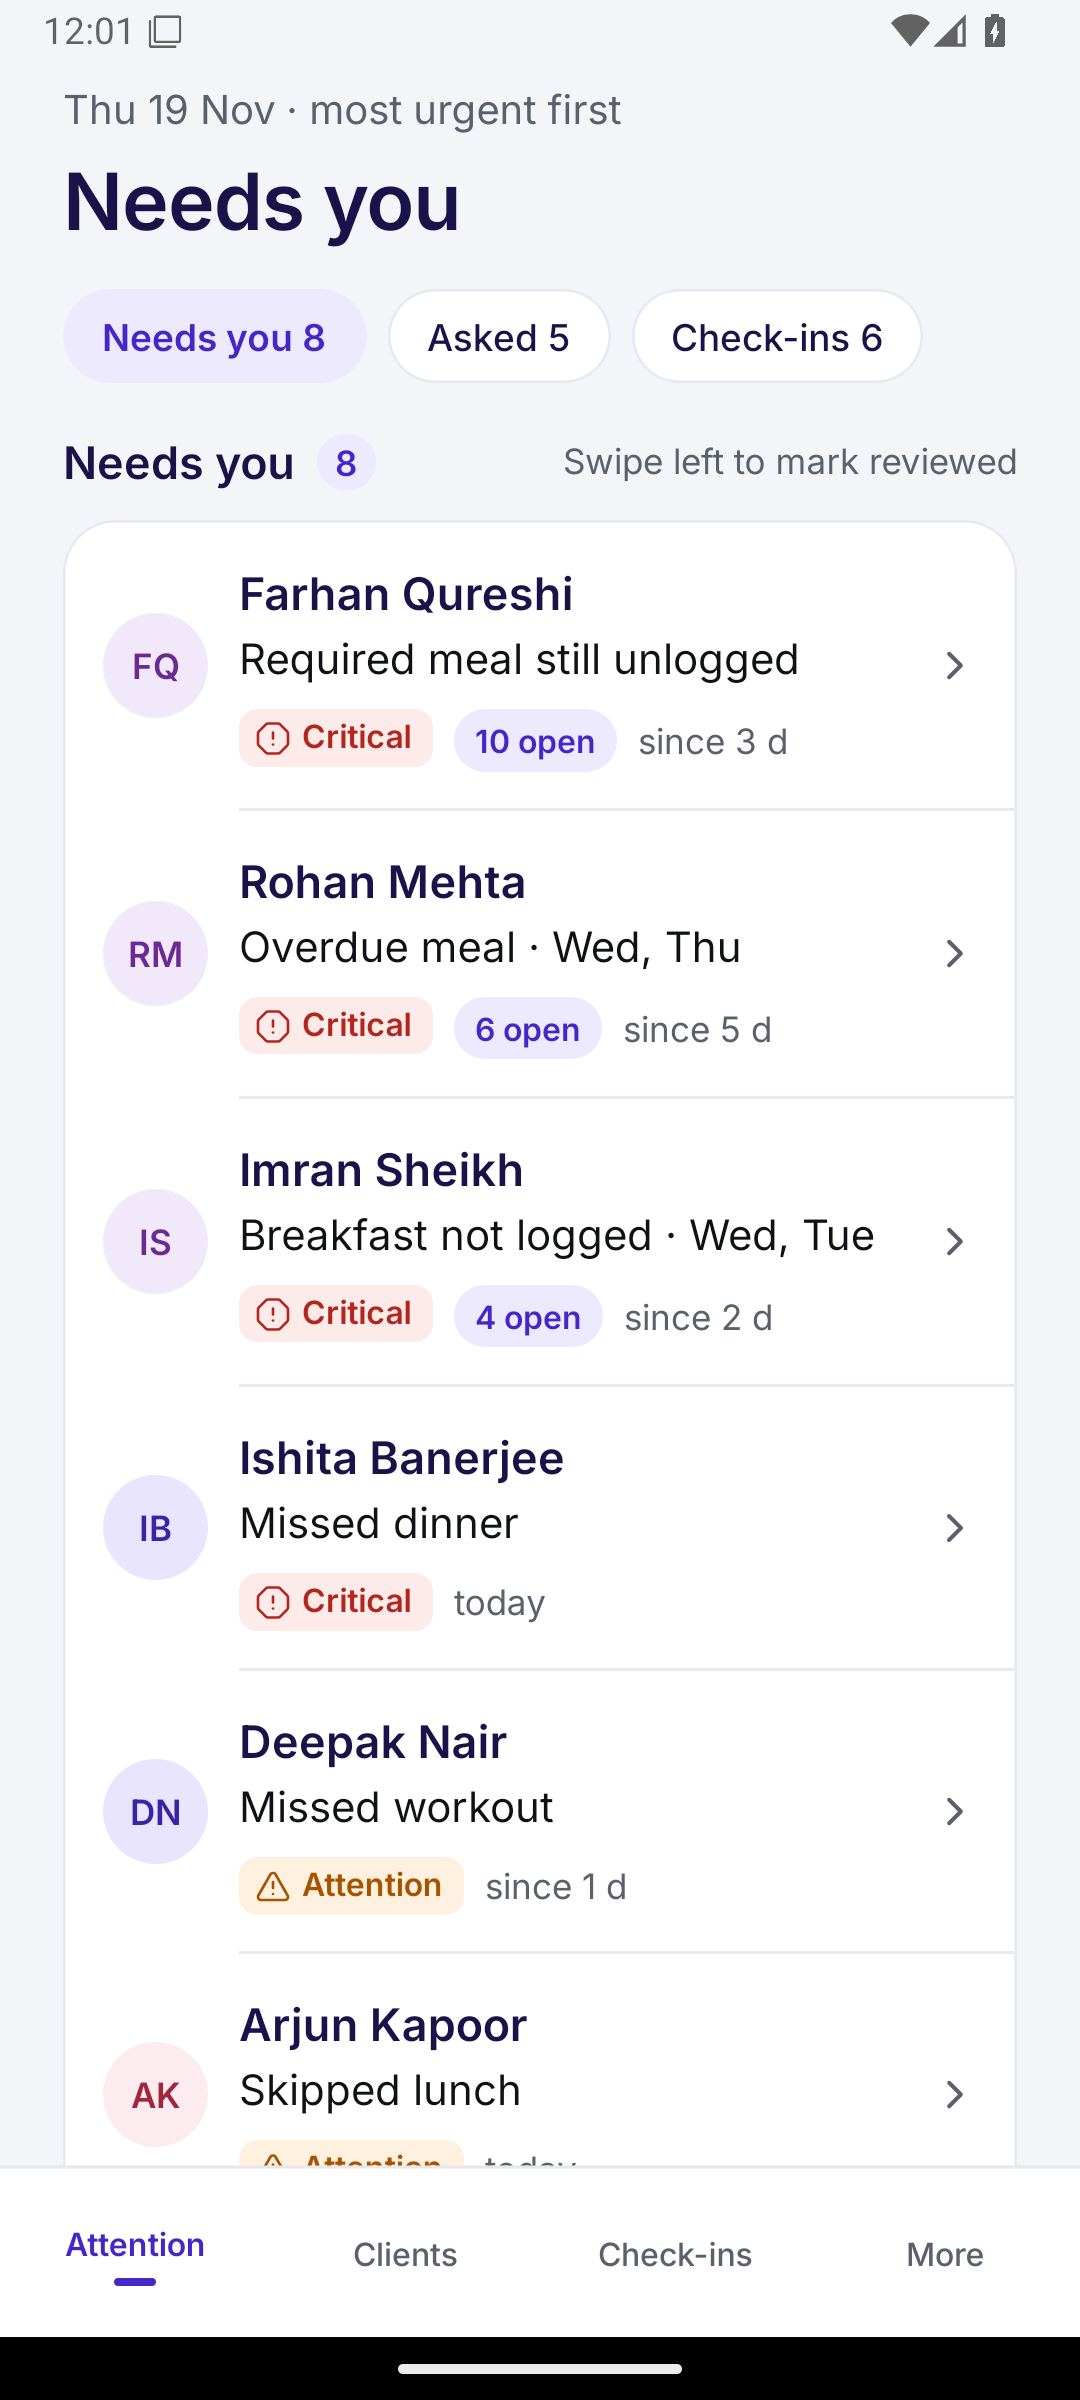 12:01
Thu 19 Nov · most urgent first
Needs you
Needs you 8
Asked 5
Check-ins 6
Needs you 8
Swipe left to mark reviewed
Farhan Qureshi
FQ
Required meal still unlogged
Critical
10 open
since 3 d
Rohan Mehta
RM
Overdue meal · Wed, Thu
Critical
6 open
since 5 d
Imran Sheikh
IS
Breakfast not logged · Wed, Tue
Critical
4 open
since 2 d
Ishita Banerjee
IB
Missed dinner
Critical
today
Deepak Nair
DN
Missed workout
Attention
since 1 d
Arjun Kapoor
AK
Skipped lunch
Attention
today
Attention
Clients
Check-ins
More